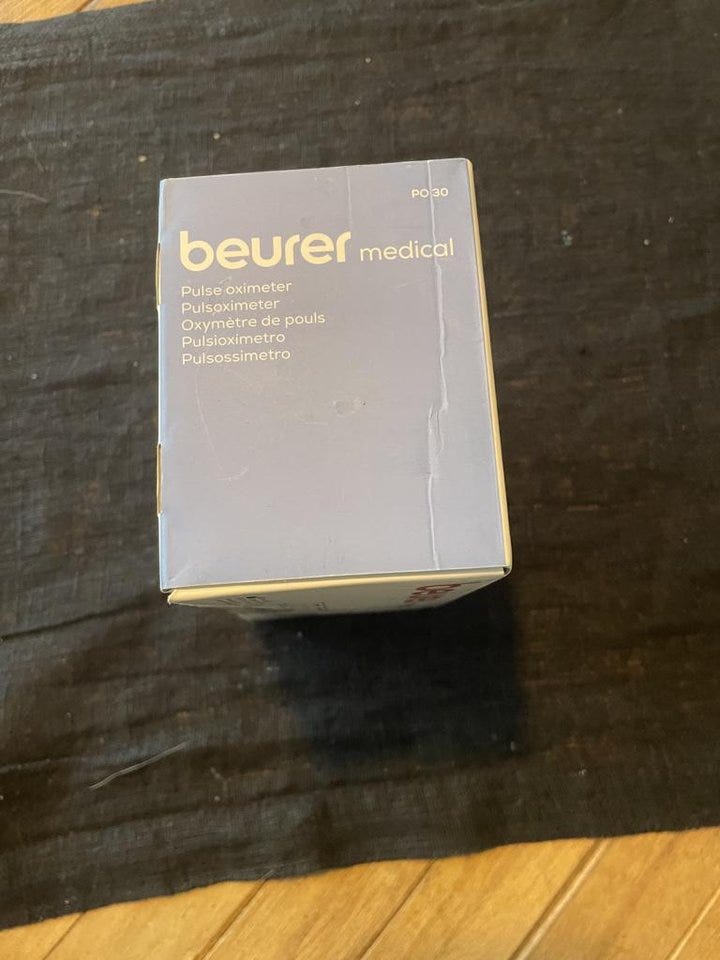 PO 30
beurer medical
Pulse oximeter
Pulsoximeter
Oxymètre de pouls
Pulsioximetro
Pulsossimetro